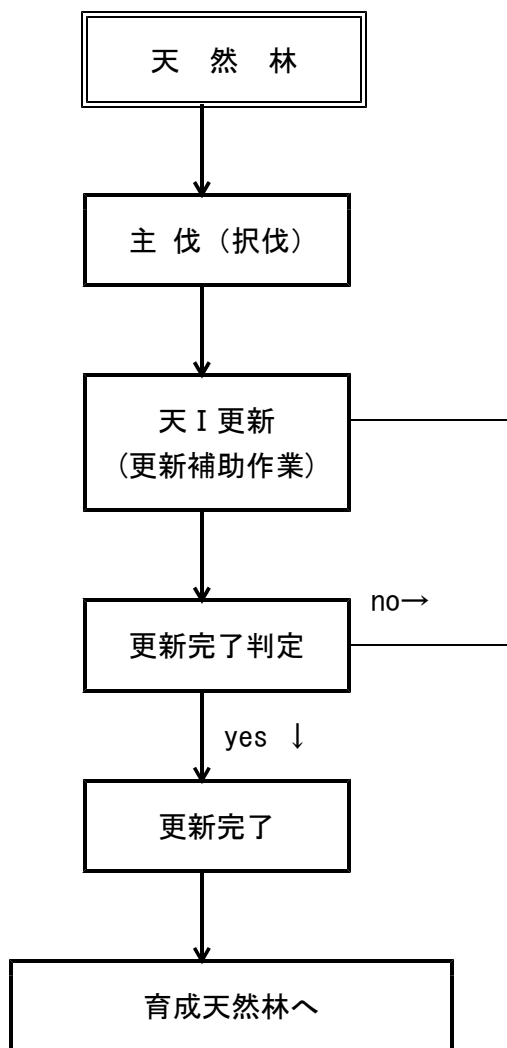 天　然　林
主 伐（択伐）
天Ⅰ更新
（更新補助作業）
no→
更新完了判定
yes ↓
更新完了
育成天然林へ